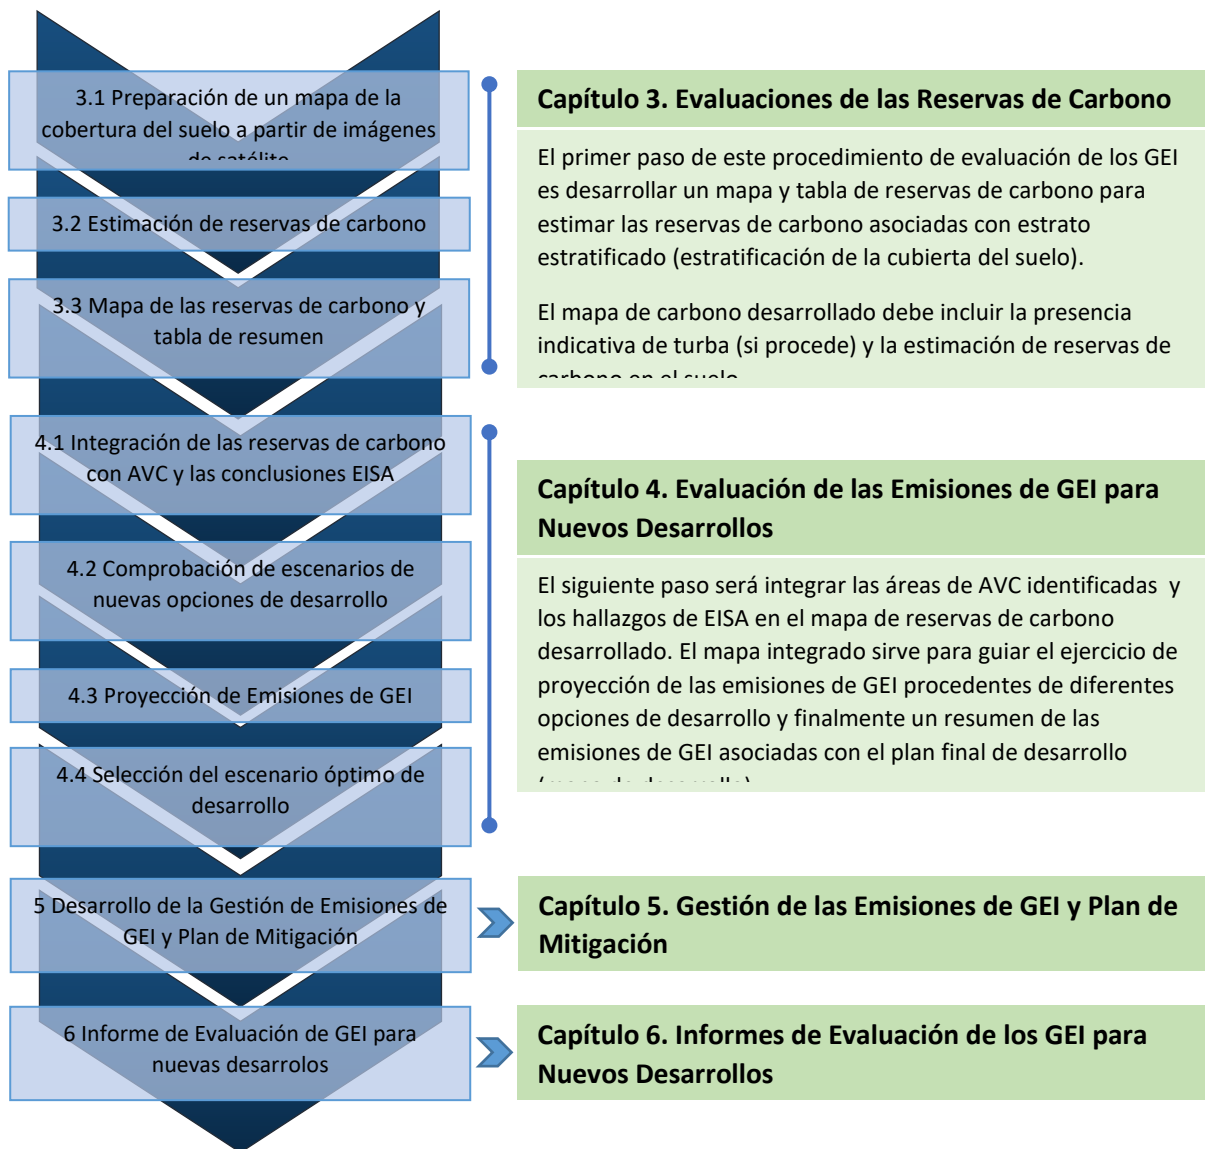 3.1 Preparación de un mapa de la
cobertura del suelo a partir de imágenes
de satélite
3.2 Estimación de reservas de carbono
3.3 Mapa de las reservas de carbono y
tabla de resumen
4.1 Integración de las reservas de carbono
con AVC y las conclusiones EISA
4.2 Comprobación de escenarios de
nuevas opciones de desarrollo
4.3 Proyección de Emisiones de GEI
4.4 Selección del escenario óptimo de
desarrollo
5 Desarrollo de la Gestión de Emisiones de
GEI y Plan de Mitigación
6 Informe de Evaluación de GEI para
nuevas desarrolos
Capítulo 3. Evaluaciones de las Reservas de Carbono
El primer paso de este procedimiento de evaluación de los GEI
es desarrollar un mapa y tabla de reservas de carbono para
estimar las reservas de carbono asociadas con estrato
estratificado (estratificación de la cubierta del suelo).
El mapa de carbono desarrollado debe incluir la presencia
indicativa de turba (si procede) y la estimación de reservas de
carbono en el suelo
Capítulo 4. Evaluación de las Emisiones de GEI para
Nuevos Desarrollos
El siguiente paso será integrar las áreas de AVC identificadas y
los hallazgos de EISA en el mapa de reservas de carbono
desarrollado. El mapa integrado sirve para guiar el ejercicio de
proyección de las emisiones de GEI procedentes de diferentes
opciones de desarrollo y finalmente un resumen de las
emisiones de GEI asociadas con el plan final de desarrollo
(mapa de desarrollo)
Capítulo 5. Gestión de las Emisiones de GEI y Plan de
Mitigación
Capítulo 6. Informes de Evaluación de los GEI para
Nuevos Desarrollos